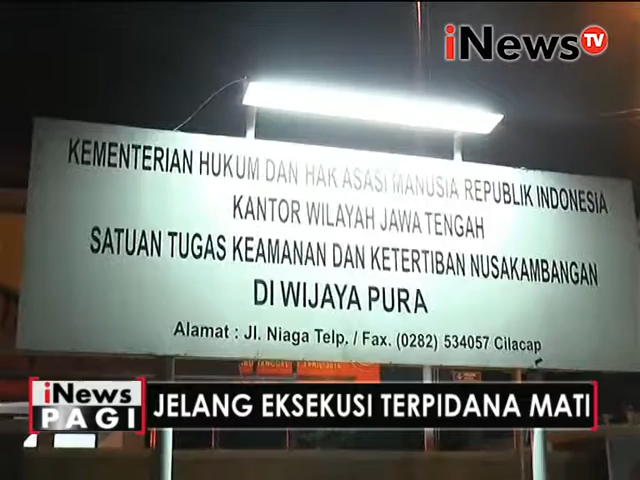 iNews TV
KEMENTERIAN HUKUM DAN HAK ASASI MANUSIA REPUBLIK INDONESIA
KANTOR WILAYAH JAWA TENGAH
SATUAN TUGAS KEAMANAN DAN KETERTIBAN NUSAKAMBANGAN
DI WIJAYA PURA
Alamat : Jl. Niaga Telp. / Fax. (0282) 534057 Cilacap
iNews
PAGI
JELANG EKSEKUSI TERPIDANA MATI